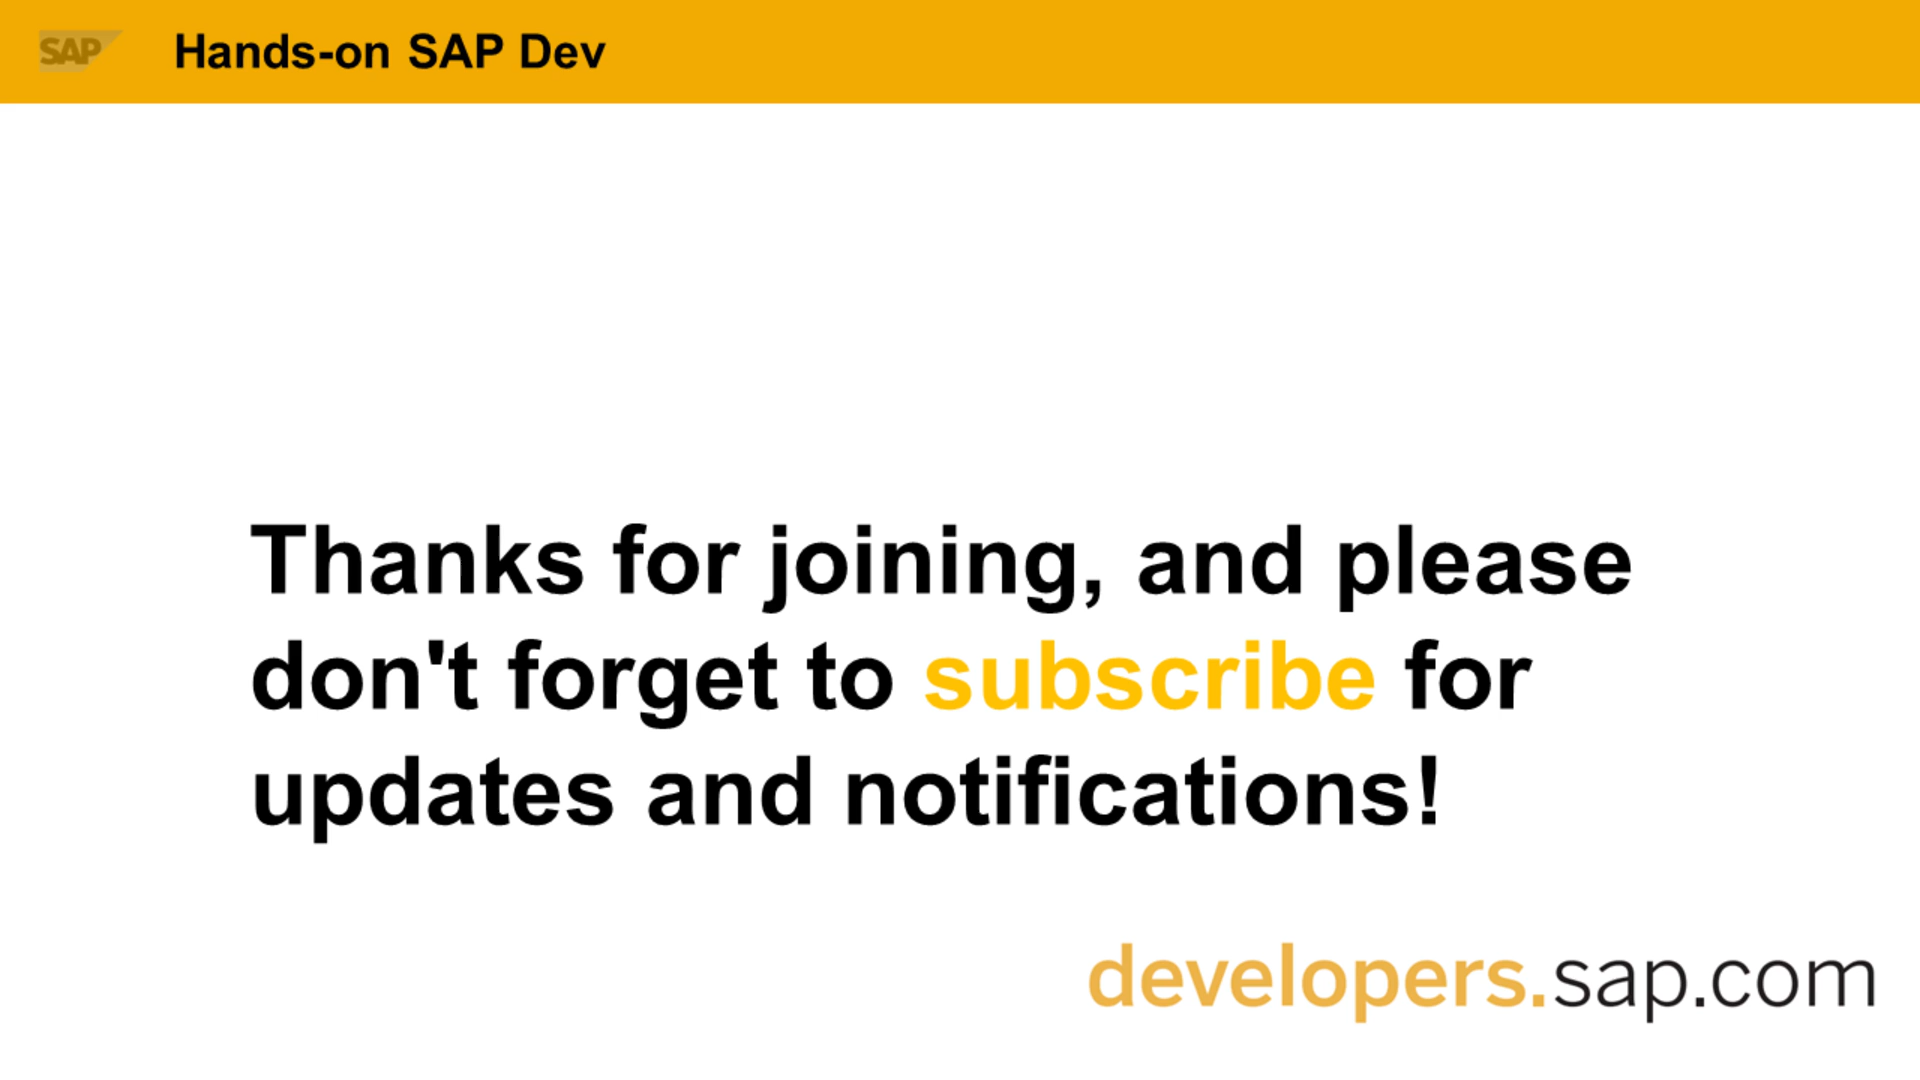 SAP
Hands-on SAP Dev
Thanks for joining, and please
don't forget to subscribe for
updates and notifications!
developers.sap.com